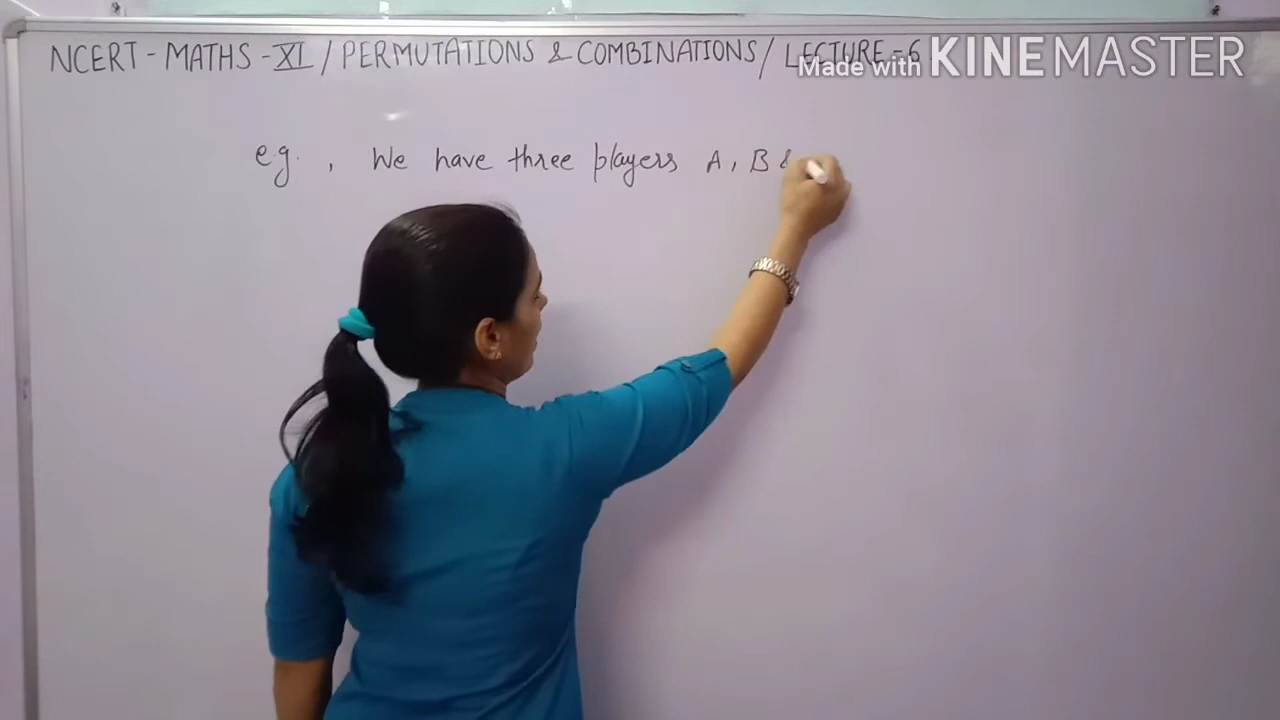 NCERT - MATHS - XI / PERMUTATIONS & COMBINATIONS / LECTURE - 6
Made with KINEMASTER
e.g. , We have three players A, B &